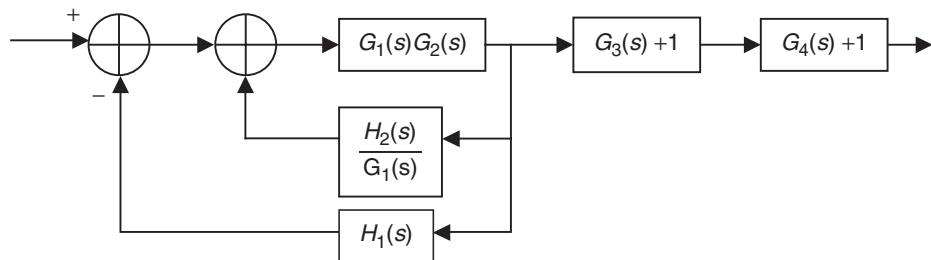 +
G₁(s)G₂(s)
G₃(s) +1
G₄(s) +1
−
H₂(s)
G₁(s)
H₁(s)